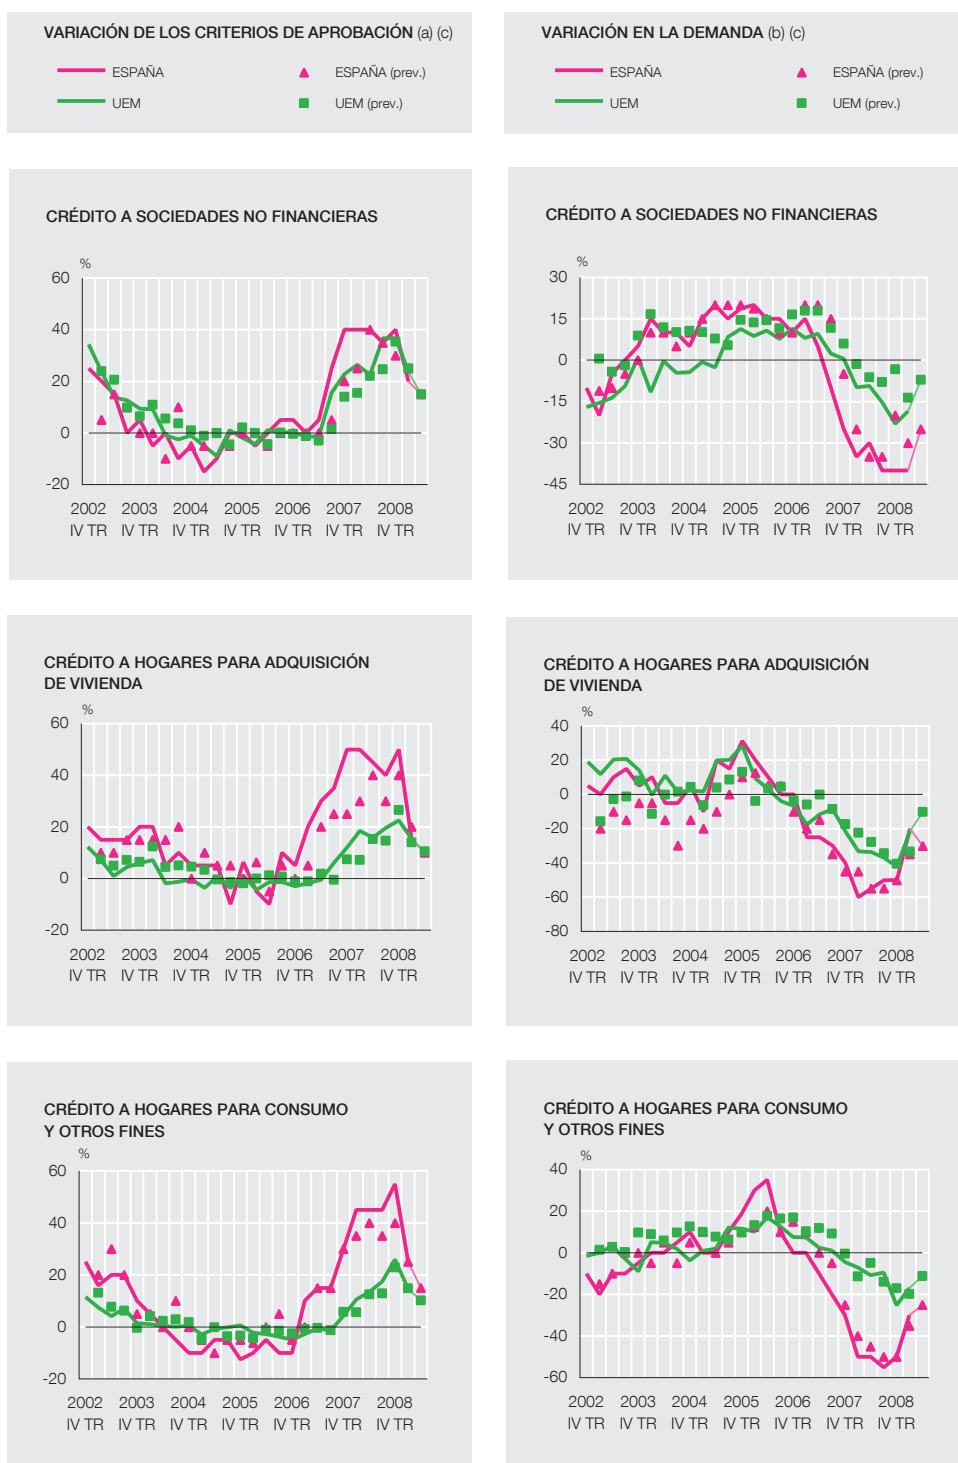 VARIACIÓN DE LOS CRITERIOS DE APROBACIÓN (a) (c)
ESPAÑA
ESPAÑA (prev.)
UEM
UEM (prev.)
VARIACIÓN EN LA DEMANDA (b) (c)
ESPAÑA
ESPAÑA (prev.)
UEM
UEM (prev.)
CRÉDITO A SOCIEDADES NO FINANCIERAS
%
60
40
20
0
-20
2002 2003 2004 2005 2006 2007 2008
IV TR IV TR IV TR IV TR IV TR IV TR IV TR
CRÉDITO A SOCIEDADES NO FINANCIERAS
%
30
15
0
-15
-30
-45
2002 2003 2004 2005 2006 2007 2008
IV TR IV TR IV TR IV TR IV TR IV TR IV TR
CRÉDITO A HOGARES PARA ADQUISICIÓN
DE VIVIENDA
%
60
40
20
0
-20
2002 2003 2004 2005 2006 2007 2008
IV TR IV TR IV TR IV TR IV TR IV TR IV TR
CRÉDITO A HOGARES PARA ADQUISICIÓN
DE VIVIENDA
%
40
20
0
-20
-40
-60
-80
2002 2003 2004 2005 2006 2007 2008
IV TR IV TR IV TR IV TR IV TR IV TR IV TR
CRÉDITO A HOGARES PARA CONSUMO
Y OTROS FINES
%
60
40
20
0
-20
2002 2003 2004 2005 2006 2007 2008
IV TR IV TR IV TR IV TR IV TR IV TR IV TR
CRÉDITO A HOGARES PARA CONSUMO
Y OTROS FINES
%
40
20
0
-20
-40
-60
2002 2003 2004 2005 2006 2007 2008
IV TR IV TR IV TR IV TR IV TR IV TR IV TR